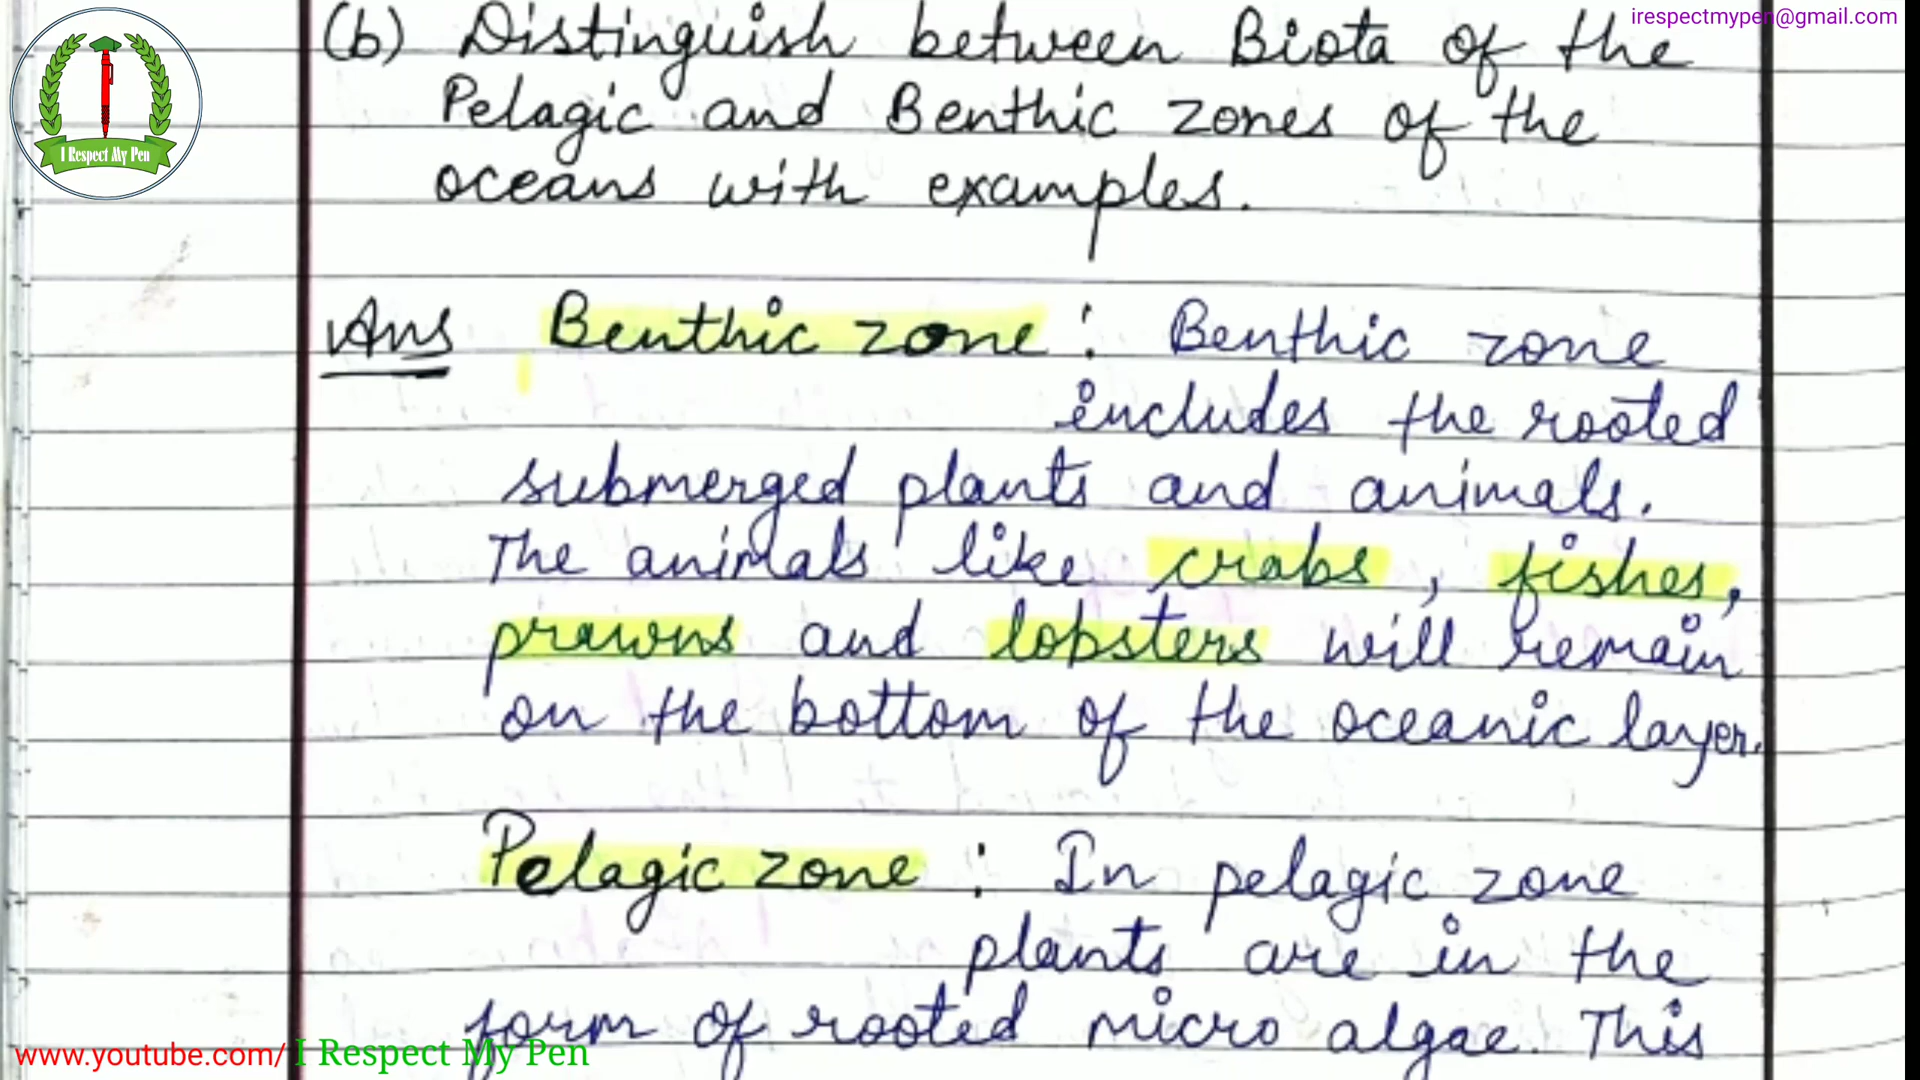 irespectmypen@gmail.com
(b) Distinguish between Biota of the
Pelagic and Benthic zones of the
oceans with examples.
I Respect My Pen
Ans Benthic zone : Benthic zone
includes the rooted
submerged plants and animals.
The animals like crabs, fishes,
prawns and lobsters will remain
on the bottom of the oceanic layer.
Pelagic zone : In pelagic zone
plants are in the
form of rooted micro algae. This
www.youtube.com/ I Respect My Pen